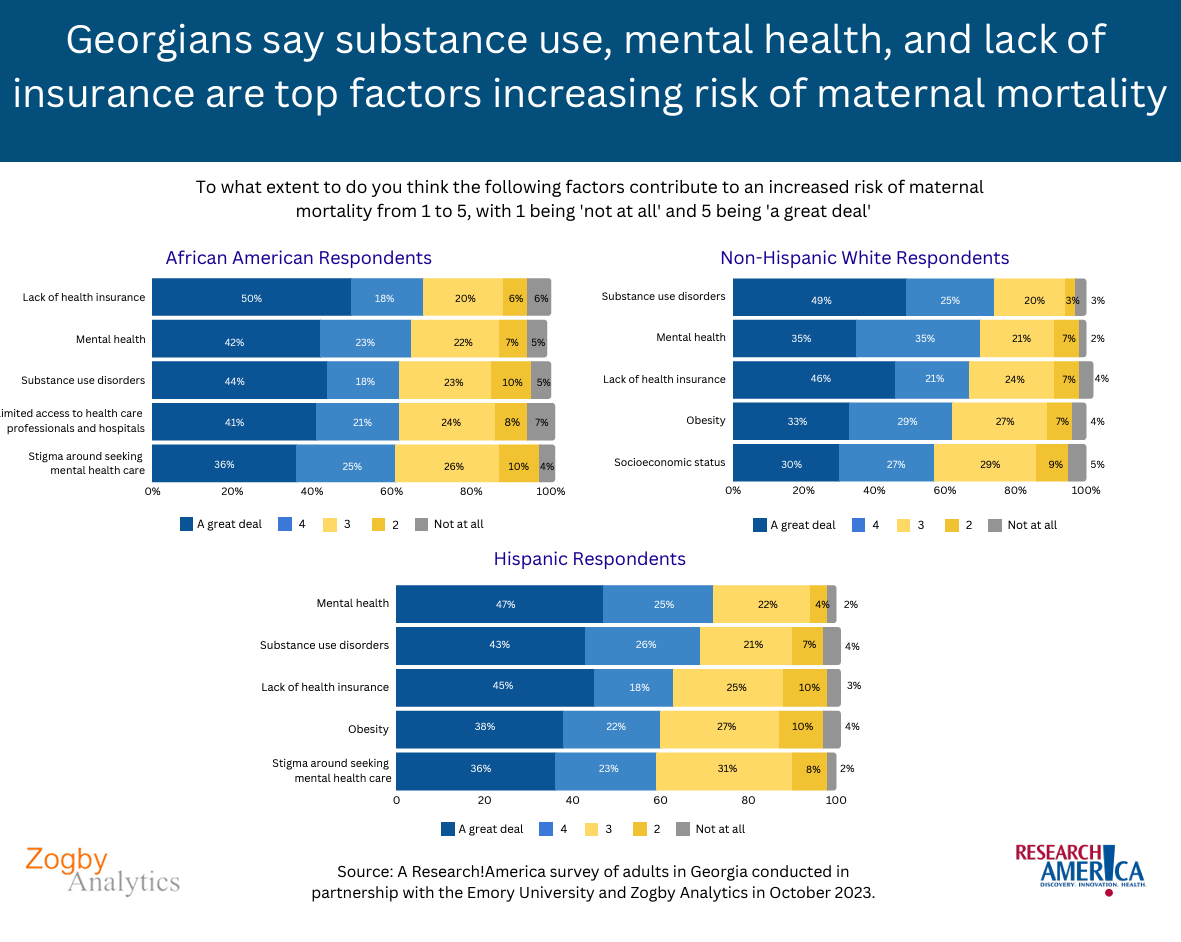 Georgians say substance use, mental health, and lack of
insurance are top factors increasing risk of maternal mortality
To what extent to do you think the following factors contribute to an increased risk of maternal
mortality from 1 to 5, with 1 being 'not at all' and 5 being 'a great deal'
African American Respondents
Lack of health insurance 50% 18% 20% 6% 6%
Mental health 42% 23% 22% 7% 5%
Substance use disorders 44% 18% 23% 10% 5%
imited access to health care
professionals and hospitals 41% 21% 24% 8% 7%
Stigma around seeking
mental health care 36% 25% 26% 10% 4%
0% 20% 40% 60% 80% 100%
A great deal 4 3 2 Not at all
Non-Hispanic White Respondents
Substance use disorders 49% 25% 20% 3% 3%
Mental health 35% 35% 21% 7% 2%
Lack of health insurance 46% 21% 24% 7% 4%
Obesity 33% 29% 27% 7% 4%
Socioeconomic status 30% 27% 29% 9% 5%
0% 20% 40% 60% 80% 100%
A great deal 4 3 2 Not at all
Hispanic Respondents
Mental health 47% 25% 22% 4% 2%
Substance use disorders 43% 26% 21% 7% 4%
Lack of health insurance 45% 18% 25% 10% 3%
Obesity 38% 22% 27% 10% 4%
Stigma around seeking
mental health care 36% 23% 31% 8% 2%
0 20 40 60 80 100
A great deal 4 3 2 Not at all
Zogby
Analytics
Source: A Research!America survey of adults in Georgia conducted in
partnership with the Emory University and Zogby Analytics in October 2023.
RESEARCH!
AMERICA
DISCOVERY. INNOVATION. HEALTH.